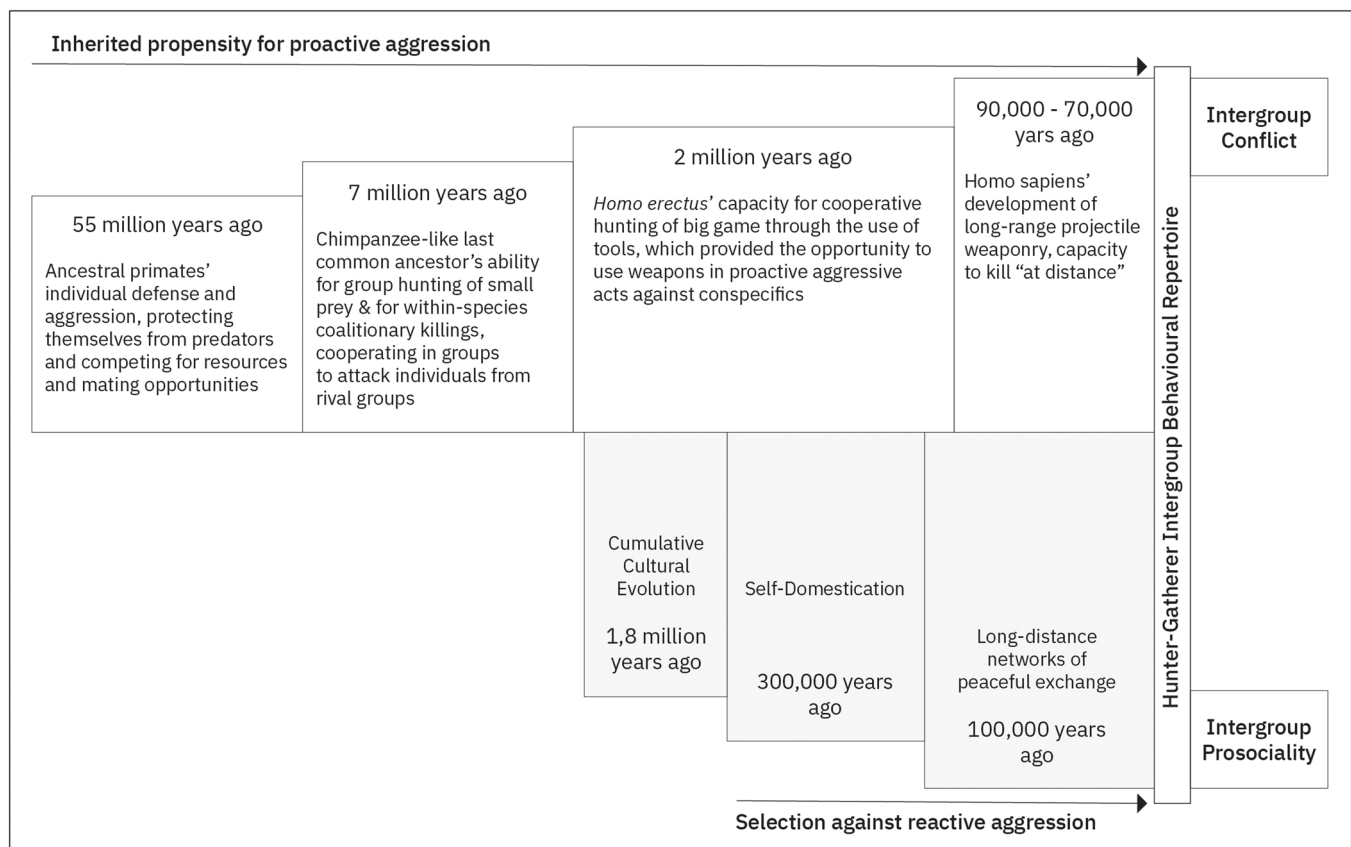 Inherited propensity for proactive aggression
55 million years ago
Ancestral primates’
individual defense and
aggression, protecting
themselves from predators
and competing for resources
and mating opportunities
7 million years ago
Chimpanzee-like last
common ancestor’s ability
for group hunting of small
prey & for within-species
coalitionary killings,
cooperating in groups
to attack individuals from
rival groups
2 million years ago
Homo erectus’ capacity for cooperative
hunting of big game through the use of
tools, which provided the opportunity to
use weapons in proactive aggressive
acts against conspecifics
90,000 - 70,000
yars ago
Homo sapiens’
development of
long-range projectile
weaponry, capacity
to kill “at distance”
Cumulative
Cultural
Evolution
1,8 million
years ago
Self-Domestication
300,000 years
ago
Long-distance
networks of
peaceful exchange
100,000 years
ago
Selection against reactive aggression
Hunter-Gatherer Intergroup Behavioural Repertoire
Intergroup
Conflict
Intergroup
Prosociality